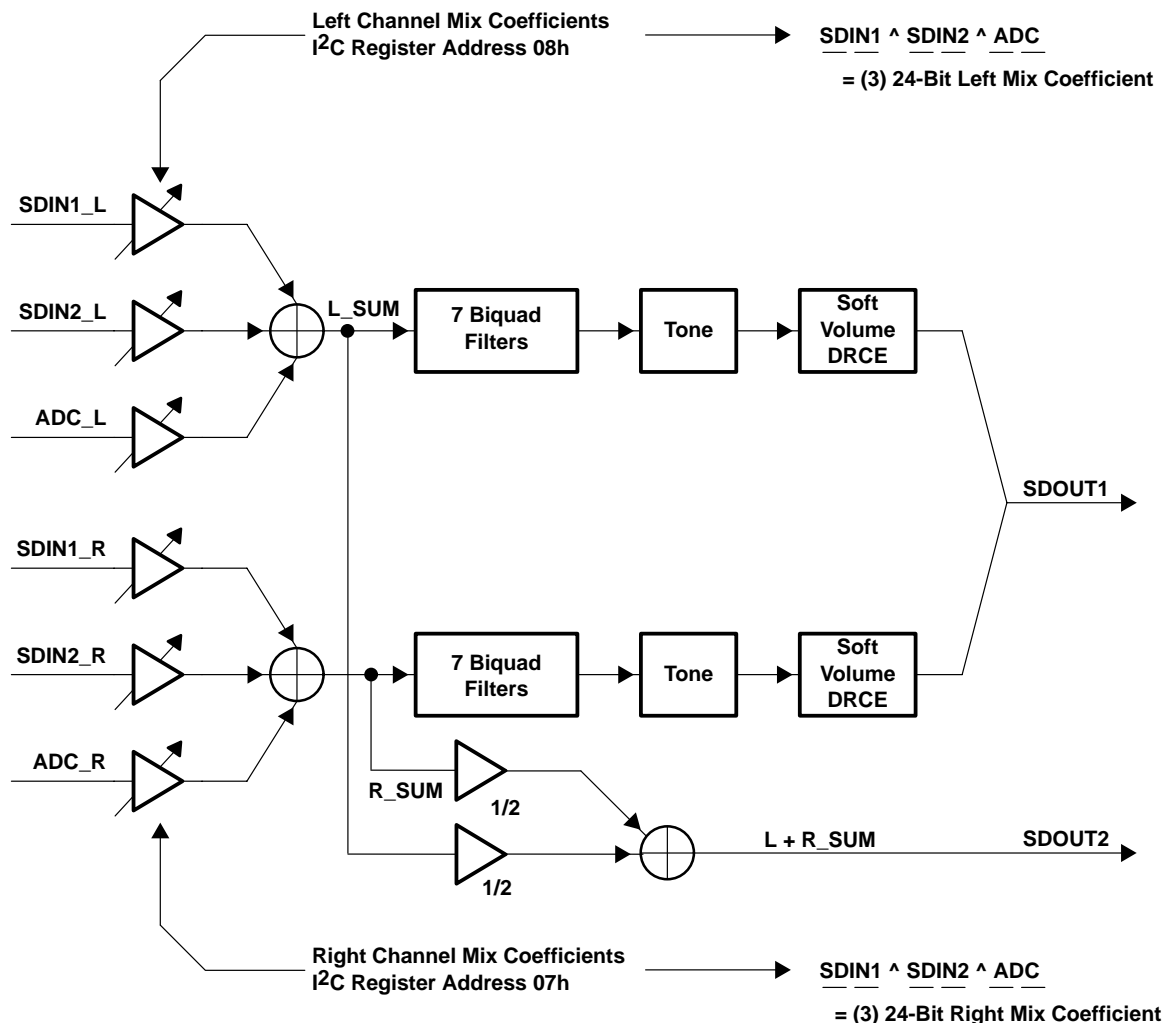 Left Channel Mix Coefficients
I2C Register Address 08h
SDIN1 ^ SDIN2 ^ ADC
= (3) 24-Bit Left Mix Coefficient
SDIN1_L
SDIN2_L
L_SUM
7 Biquad
Filters
Tone
Soft
Volume
DRCE
ADC_L
SDOUT1
SDIN1_R
SDIN2_R
7 Biquad
Filters
Tone
Soft
Volume
DRCE
ADC_R
R_SUM
1/2
1/2
L + R_SUM
SDOUT2
Right Channel Mix Coefficients
I2C Register Address 07h
SDIN1 ^ SDIN2 ^ ADC
= (3) 24-Bit Right Mix Coefficient